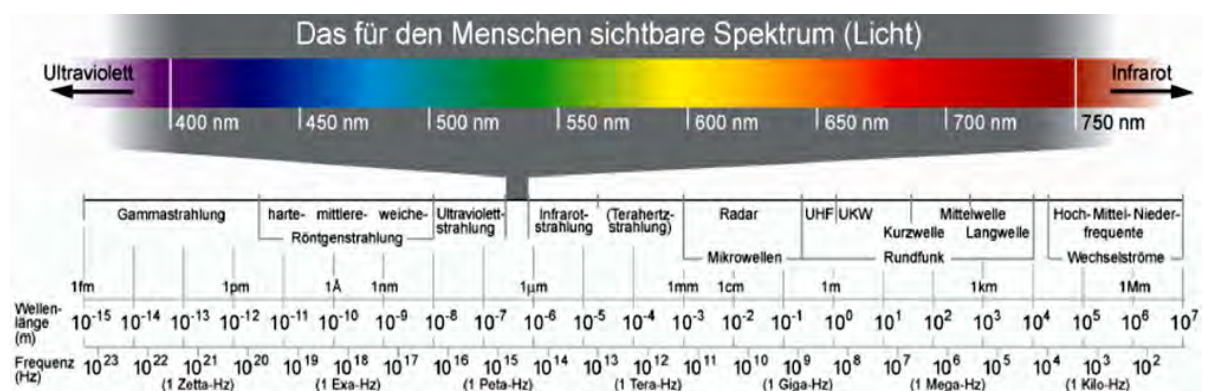 Das für den Menschen sichtbare Spektrum (Licht)
Ultraviolett Infrarot
400 nm 450 nm 500 nm 550 nm 600 nm 650 nm 700 nm 750 nm
Gammastrahlung harte- mittlere- weiche- Ultraviolett- Infrarot- (Terahertz- Radar UHF UKW Mittelwelle Hoch- Mittel- Nieder-
Röntgenstrahlung strahlung strahlung strahlung) Kurzwelle Langwelle frequente
Mikrowellen Rundfunk Wechselströme
1fm 1pm 1Å 1nm 1µm 1mm 1cm 1m 1km 1Mm
Wellen-
länge
(m)
10⁻¹⁵ 10⁻¹⁴ 10⁻¹³ 10⁻¹² 10⁻¹¹ 10⁻¹⁰ 10⁻⁹ 10⁻⁸ 10⁻⁷ 10⁻⁶ 10⁻⁵ 10⁻⁴ 10⁻³ 10⁻² 10⁻¹ 10⁰ 10¹ 10² 10³ 10⁴ 10⁵ 10⁶ 10⁷
Frequenz
(Hz)
10²³ 10²² 10²¹ 10²⁰ 10¹⁹ 10¹⁸ 10¹⁷ 10¹⁶ 10¹⁵ 10¹⁴ 10¹³ 10¹² 10¹¹ 10¹⁰ 10⁹ 10⁸ 10⁷ 10⁶ 10⁵ 10⁴ 10³ 10²
(1 Zetta-Hz) (1 Exa-Hz) (1 Peta-Hz) (1 Tera-Hz) (1 Giga-Hz) (1 Mega-Hz) (1 Kilo-Hz)